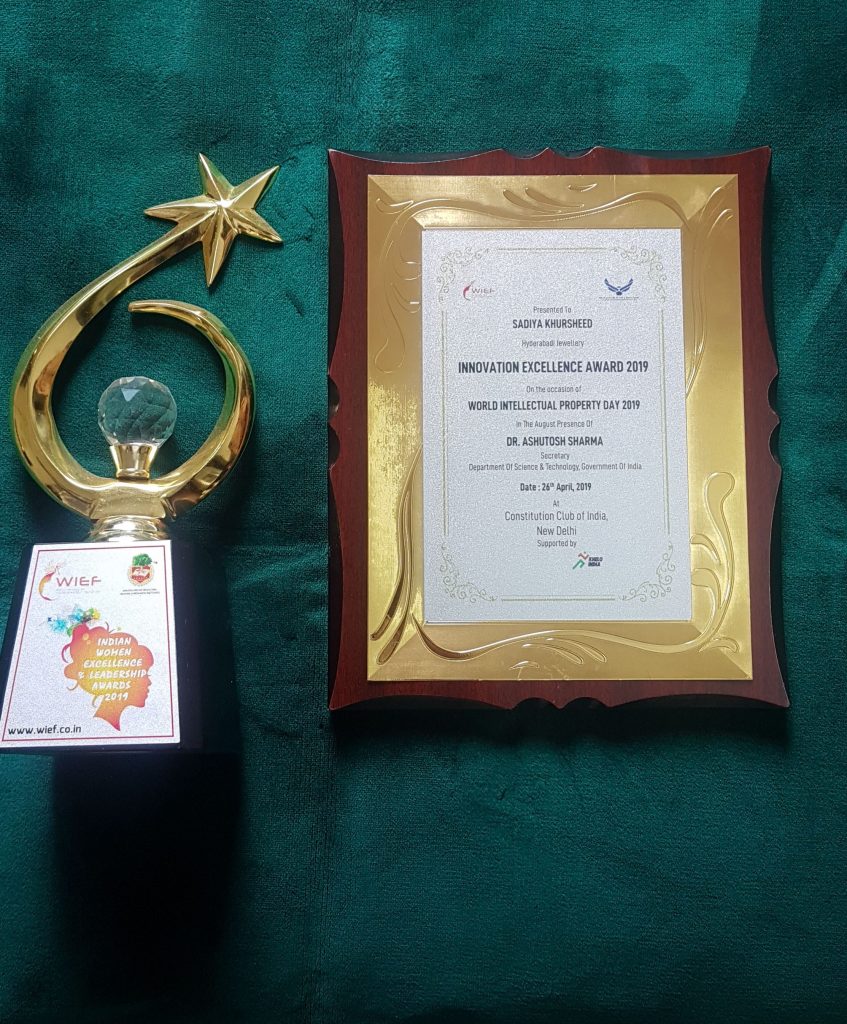 WIEF
INDIAN
WOMEN
EXCELLENCE
& LEADERSHIP
AWARDS
2019
www.wief.co.in
WIEF
Presented To
SADIYA KHURSHEED
Hyderabadi Jewellery
INNOVATION EXCELLENCE AWARD 2019
On the occasion of
WORLD INTELLECTUAL PROPERTY DAY 2019
In The August Presence Of
DR. ASHUTOSH SHARMA
Secretary
Department Of Science & Technology, Government Of India
Date : 26th April, 2019
At
Constitution Club of India,
New Delhi
Supported by
KHELO
INDIA